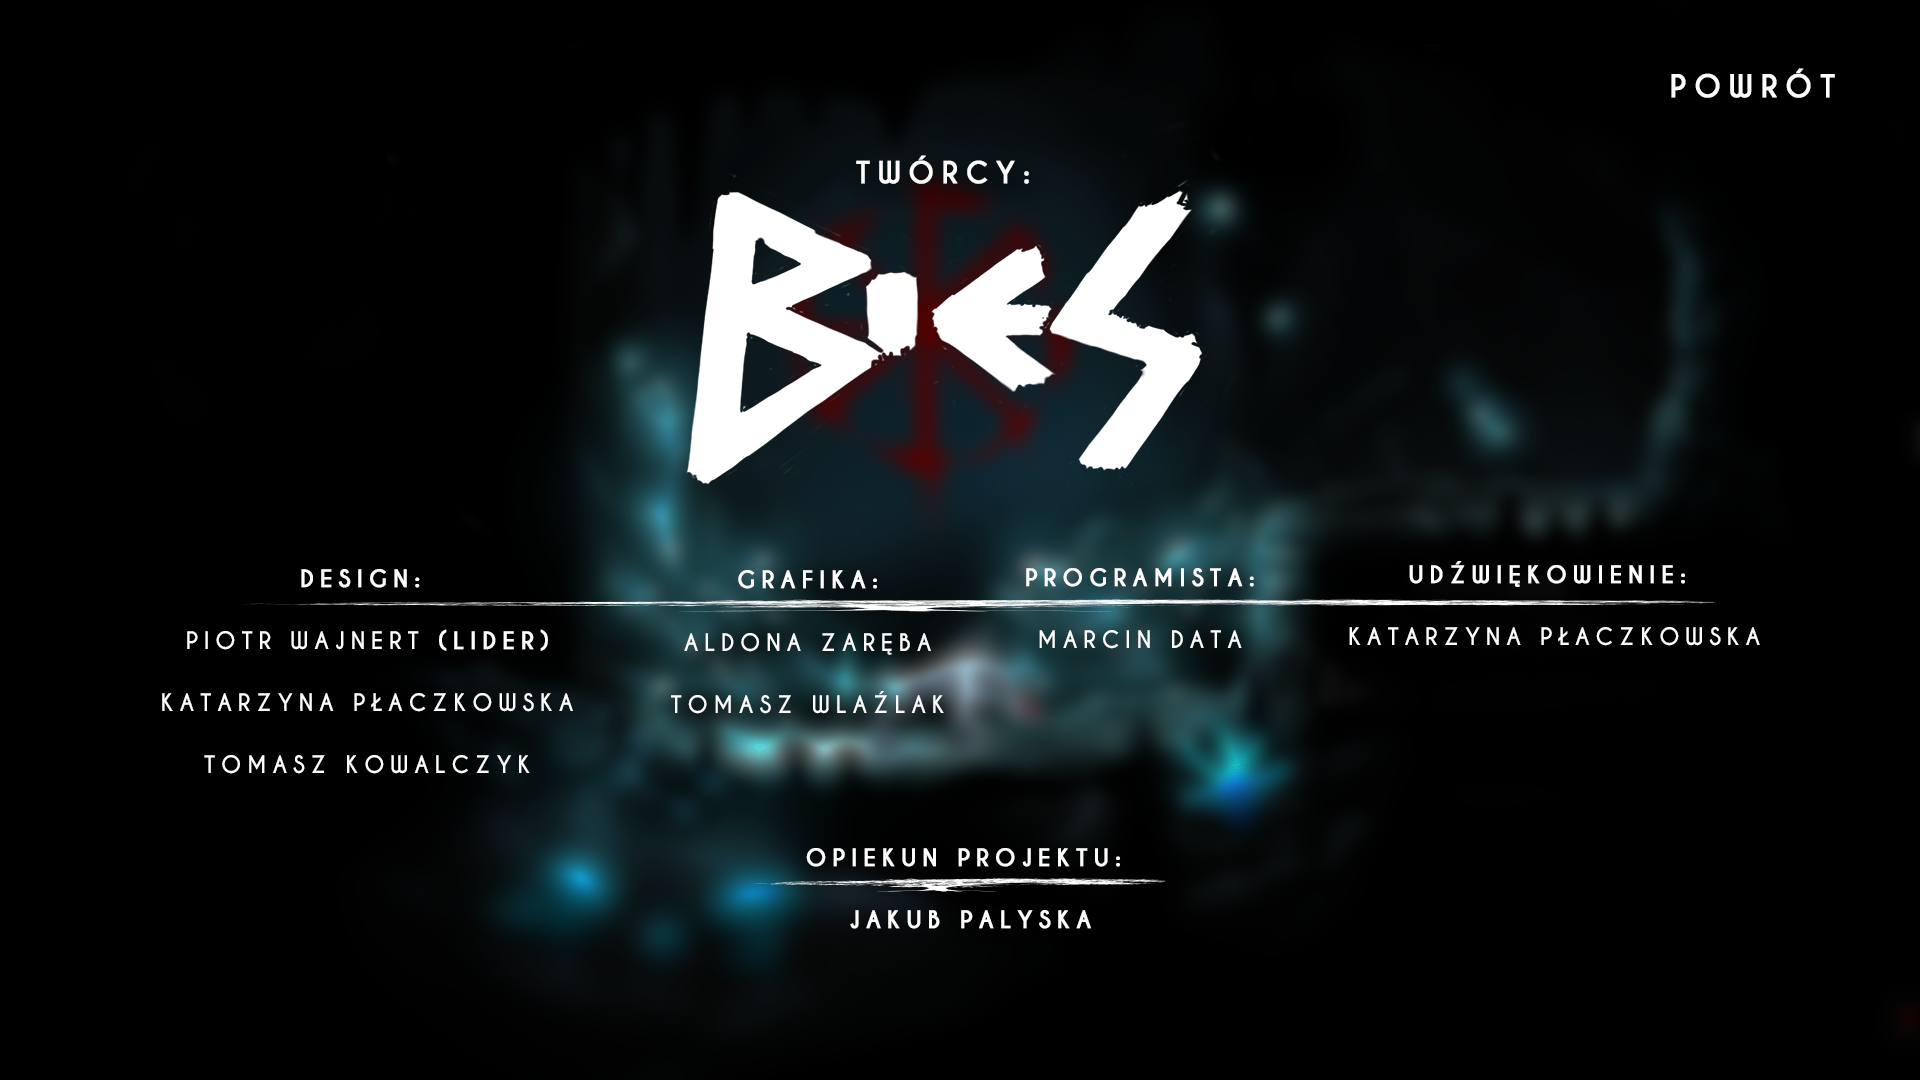 POWRÓT
TWÓRCY:
BIES
DESIGN:
PIOTR WAJNERT (LIDER)
KATARZYNA PŁACZKOWSKA
TOMASZ KOWALCZYK
GRAFIKA:
ALDONA ZARĘBA
TOMASZ WLAŹLAK
PROGRAMISTA:
MARCIN DATA
UDŹWIĘKOWIENIE:
KATARZYNA PŁACZKOWSKA
OPIEKUN PROJEKTU:
JAKUB PALYSKA